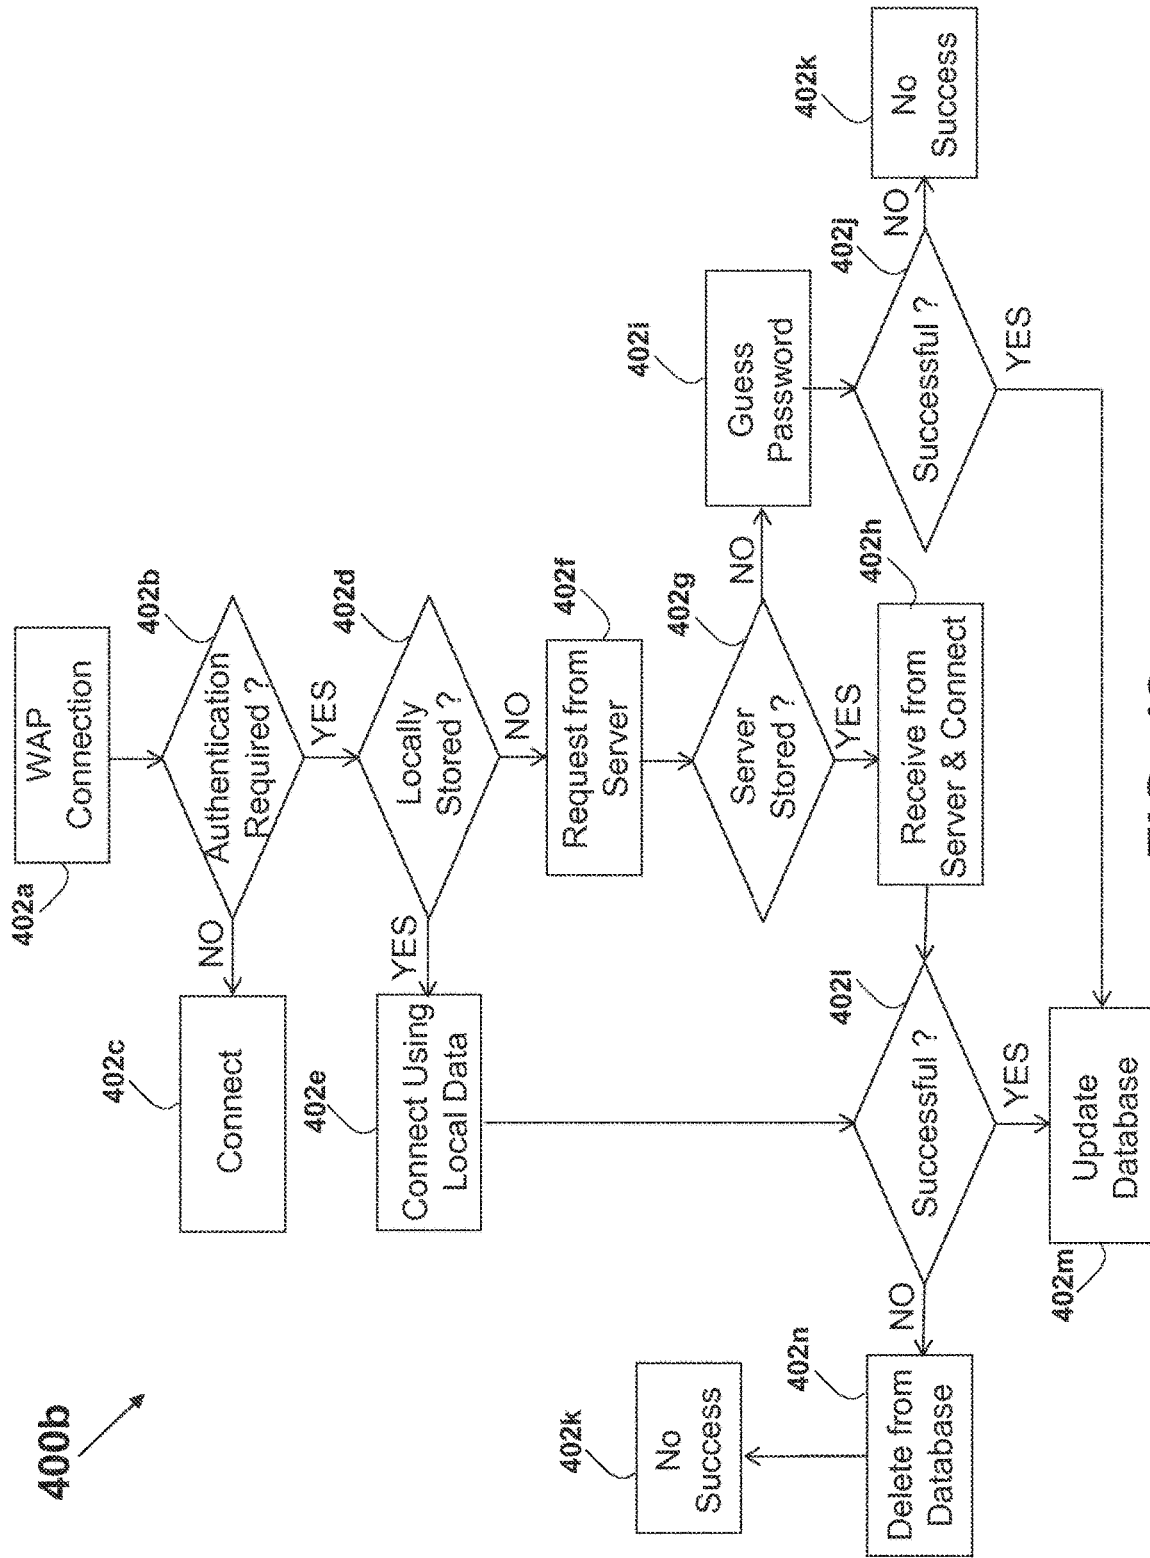 400b
402a
WAP
Connection
402b
Authentication
Required ?
NO
YES
402c
Connect
402d
Locally
Stored ?
YES
NO
402e
Connect Using
Local Data
402f
Request from
Server
402g
Server
Stored ?
NO
YES
402i
Guess
Password
402h
Receive from
Server & Connect
402j
Successful ?
NO
YES
402k
No
Success
402l
Successful ?
NO
YES
402n
Delete from
Database
402k
No
Success
402m
Update
Database